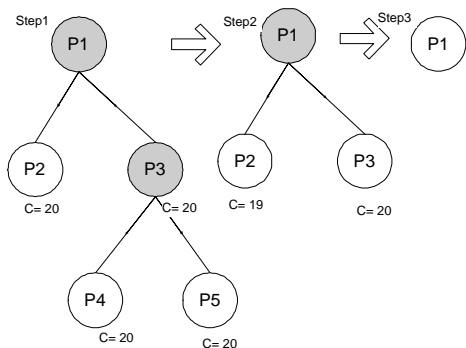 Step1
Step2
Step3
P1
P1
P1
P2
P3
P2
P3
C= 20
C= 20
C= 19
C= 20
P4
P5
C= 20
C= 20